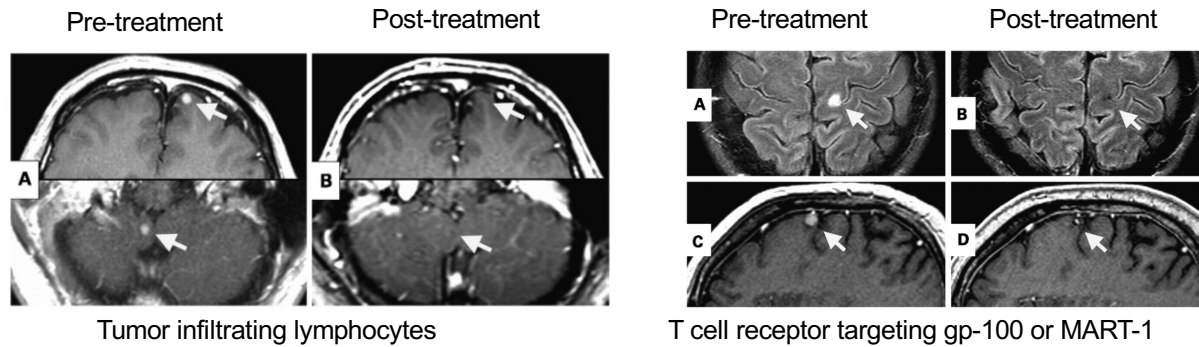 Pre-treatment
Post-treatment
Pre-treatment
Post-treatment
A
B
A
B
C
D
Tumor infiltrating lymphocytes
T cell receptor targeting gp-100 or MART-1